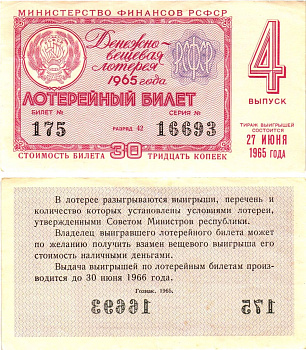 МИНИСТЕРСТВО ФИНАНСОВ РСФСР
Денежно-
вещевая
лотерея
1965 года
РСФСР
4
ВЫПУСК
ЛОТЕРЕЙНЫЙ БИЛЕТ
БИЛЕТ № СЕРИЯ №
175 РАЗРЯД 42 16693
ТИРАЖ ВЫИГРЫШЕЙ
СОСТОИТСЯ
27 ИЮНЯ
1965 ГОДА
СТОИМОСТЬ БИЛЕТА 30 ТРИДЦАТЬ КОПЕЕК
В лотерее разыгрываются выигрыши, перечень и
количество которых установлены условиями лотереи,
утвержденными Советом Министров республики.
Владелец выигравшего лотерейного билета может
по желанию получить взамен вещевого выигрыша его
стоимость наличными деньгами.
Выдача выигрышей по лотерейным билетам произ-
водится до 30 июня 1966 года.
Гознак. 1965.
16693 175